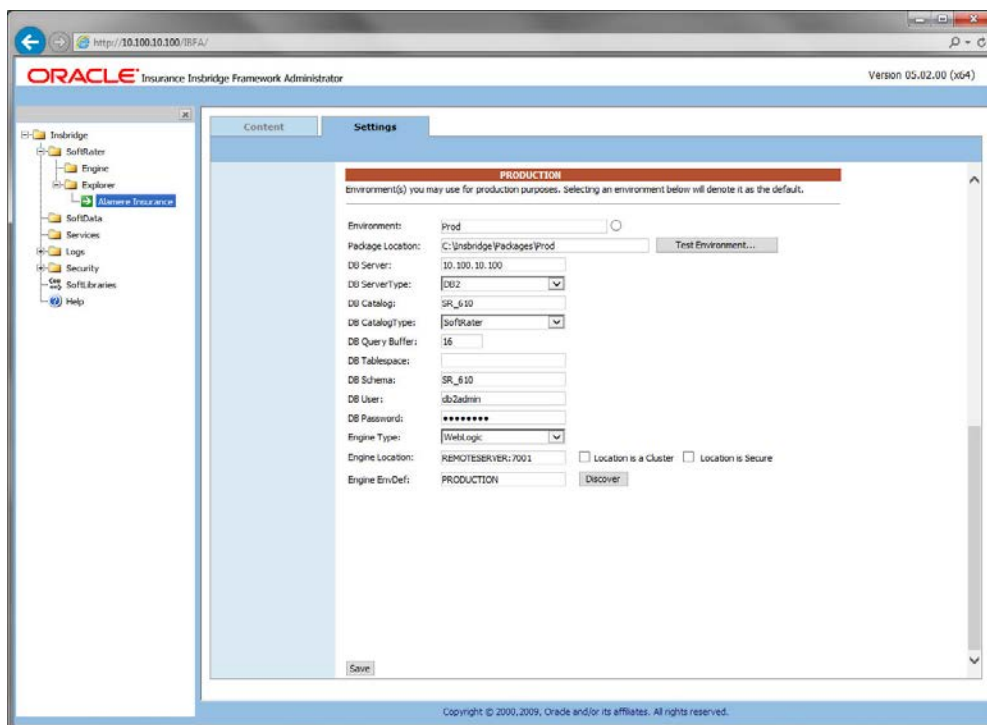 http://10.100.10.100/IBFA/
ORACLE Insurance Insbridge Framework Administrator
Version 05.02.00 (x64)
Insbridge
SoftRater
Engine
Explorer
Alamere Insurance
SoftData
Services
Logs
Security
SoftLibraries
Help
Content
Settings
PRODUCTION
Environment(s) you may use for production purposes. Selecting an environment below will denote it as the default.
Environment: Prod
Package Location: C:\Insbridge\Packages\Prod Test Environment...
DB Server: 10.100.10.100
DB ServerType: DB2
DB Catalog: SR_610
DB CatalogType: SoftRater
DB Query Buffer: 16
DB Tablespace:
DB Schema: SR_610
DB User: db2admin
DB Password: ••••••••
Engine Type: WebLogic
Engine Location: REMOTESERVER:7001 Location is a Cluster Location is Secure
Engine EnvDef: PRODUCTION Discover
Save
Copyright © 2000,2009, Oracle and/or its affiliates. All rights reserved.